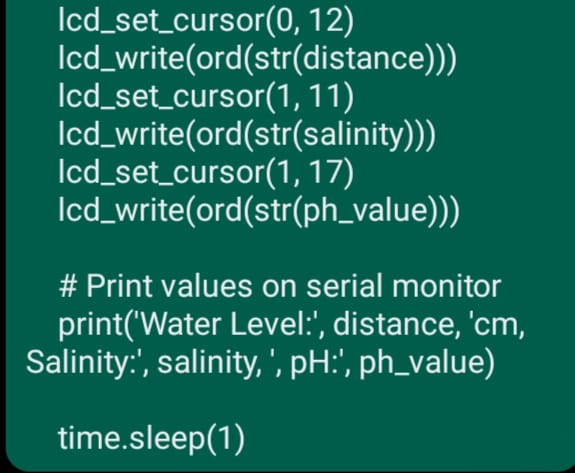 lcd_set_cursor(0, 12)
lcd_write(ord(str(distance)))
lcd_set_cursor(1, 11)
lcd_write(ord(str(salinity)))
lcd_set_cursor(1, 17)
lcd_write(ord(str(ph_value)))
# Print values on serial monitor
print('Water Level:', distance, 'cm,
Salinity:', salinity, ', pH:', ph_value)
time.sleep(1)